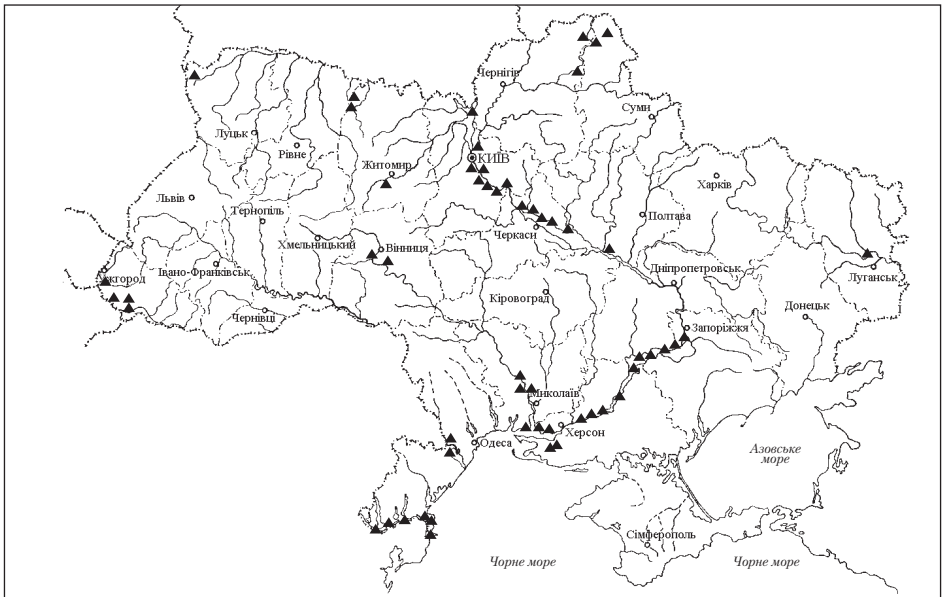 Чернігів
Суми
Луцьк
Рівне
Житомир
КИЇВ
Харків
Львів
Тернопіль
Полтава
Хмельницький
Вінниця
Черкаси
Ужгород
Івано-Франківськ
Дніпропетровськ
Луганськ
Кіровоград
Донецьк
Чернівці
Запоріжжя
Миколаїв
Херсон
Одеса
Азовське
море
Сімферополь
Чорне море
Чорне море